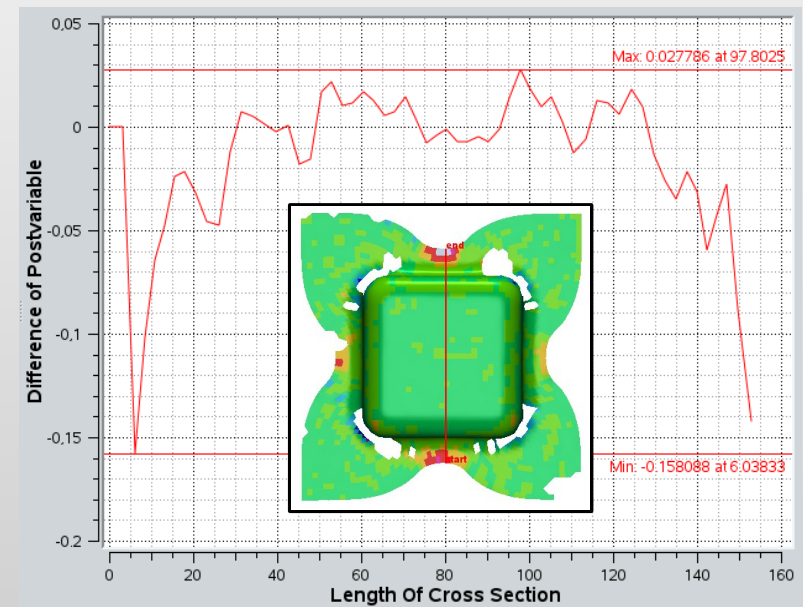 0,05
Max: 0.027786 at 97.8025
0
-0,05
end
-0,1
-0,15
start
Min: -0.158088 at 6.03833
-0.2
Difference of Postvariable
0 20 40 60 80 100 120 140 160
Length Of Cross Section